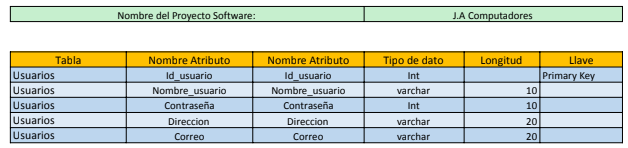 Nombre del Proyecto Software: J.A Computadores
Tabla Nombre Atributo Nombre Atributo Tipo de dato Longitud Llave
Usuarios Id_usuario Id_usuario Int Primary Key
Usuarios Nombre_usuario Nombre_usuario varchar 10
Usuarios Contraseña Contraseña Int 10
Usuarios Direccion Direccion varchar 20
Usuarios Correo Correo varchar 20